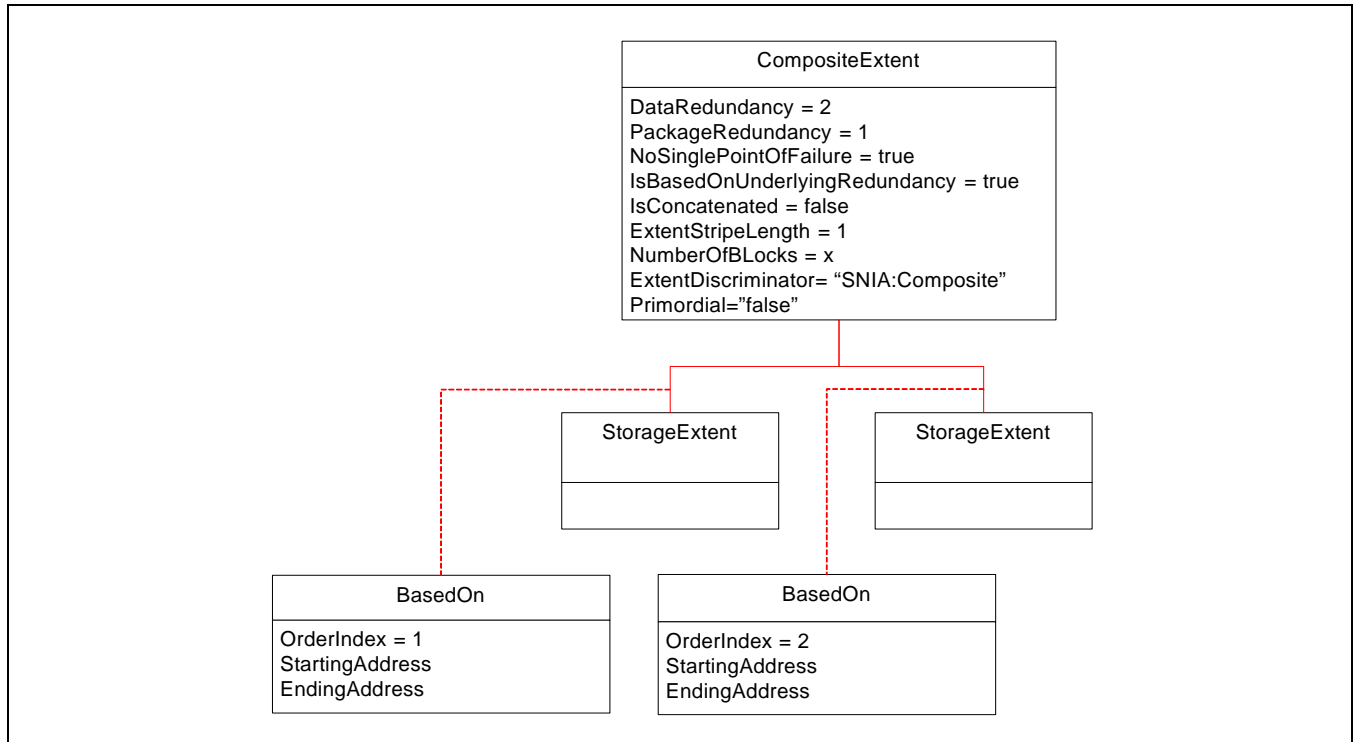 CompositeExtent
DataRedundancy = 2
PackageRedundancy = 1
NoSinglePointOfFailure = true
IsBasedOnUnderlyingRedundancy = true
IsConcatenated = false
ExtentStripeLength = 1
NumberOfBLocks = x
ExtentDiscriminator= “SNIA:Composite”
Primordial=”false”
StorageExtent
StorageExtent
BasedOn
OrderIndex = 1
StartingAddress
EndingAddress
BasedOn
OrderIndex = 2
StartingAddress
EndingAddress